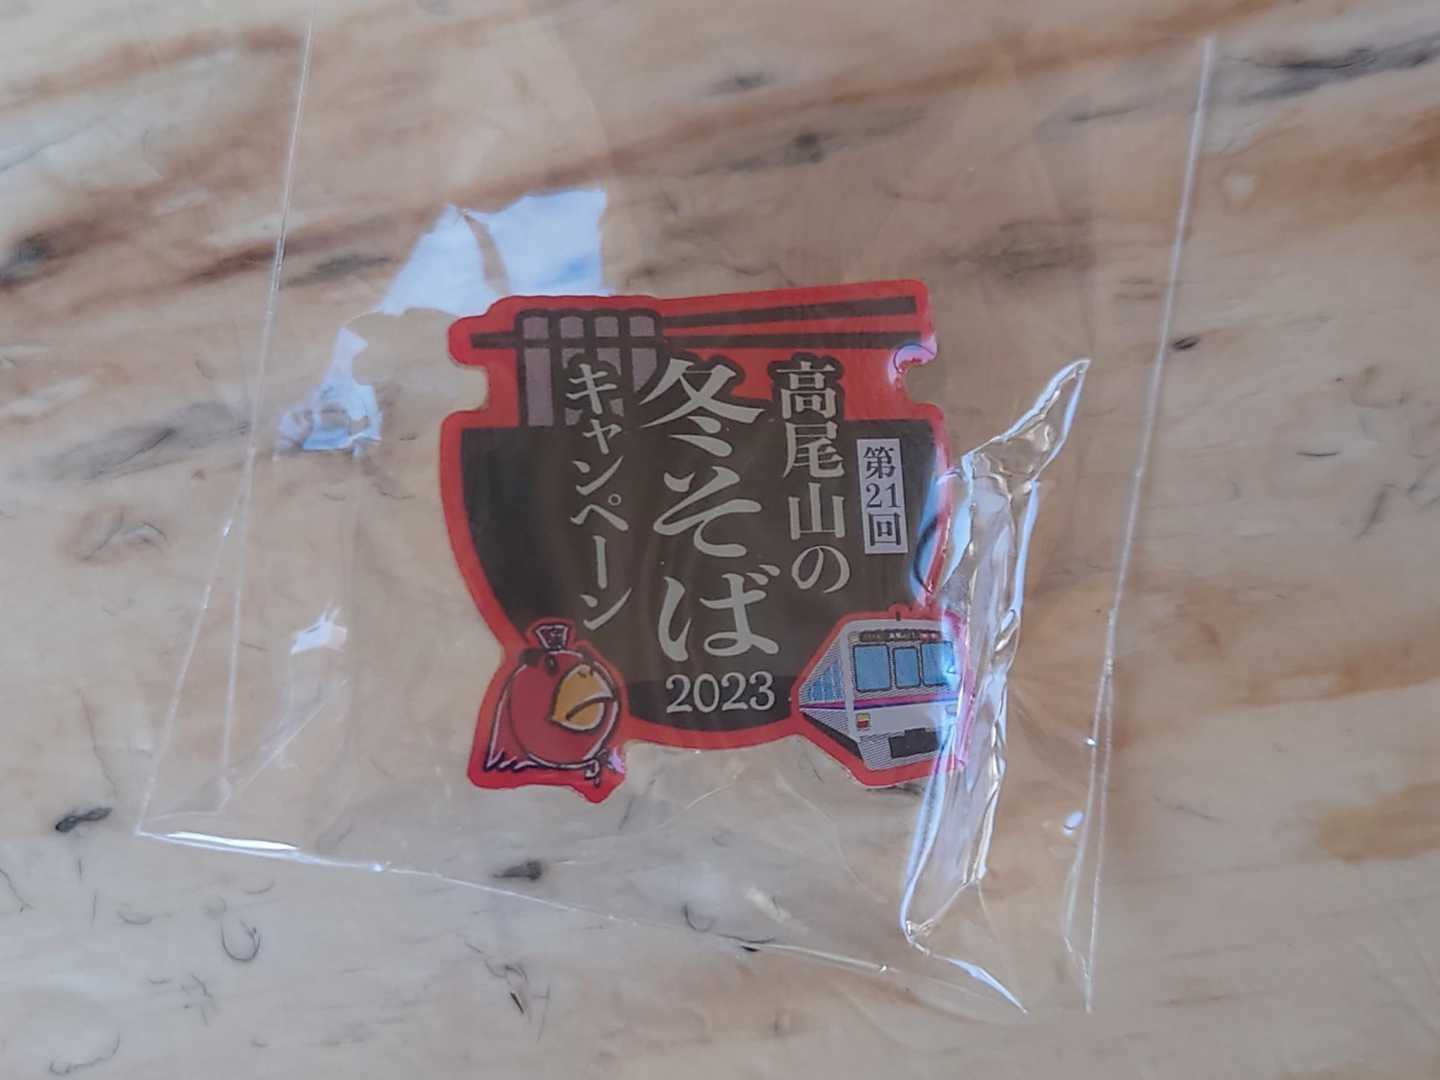 第21回
高尾山の
冬そば
キャンペーン
2023